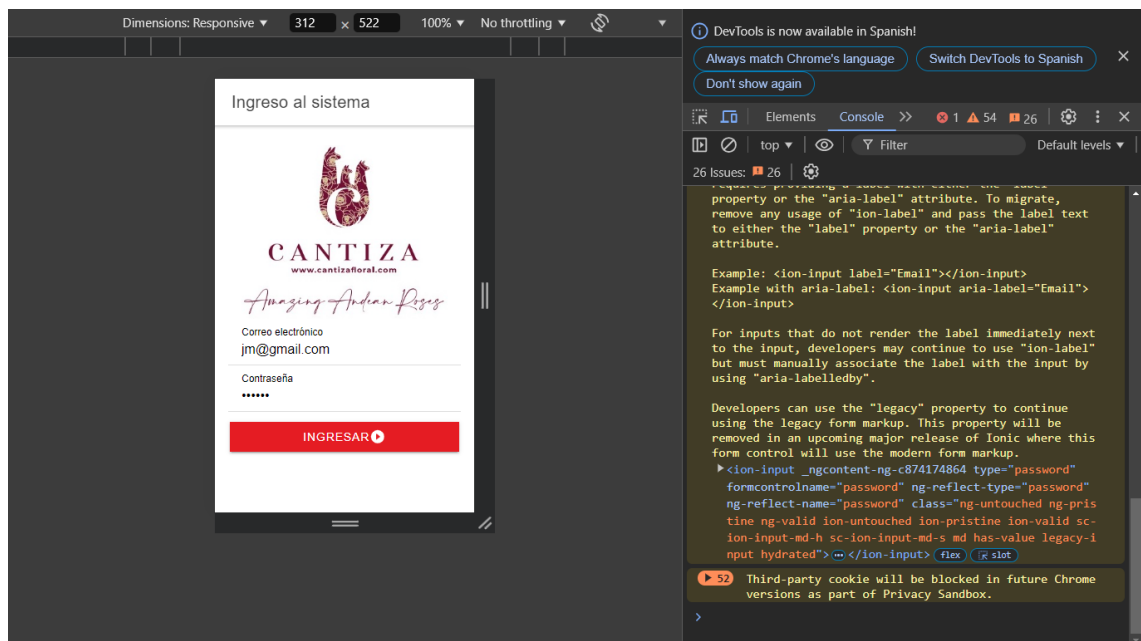 Dimensions: Responsive ▼ 312 × 522 100% ▼ No throttling ▼
Ingreso al sistema
CANTIZA
www.cantizafloral.com
Amazing Andean Roses
Correo electrónico
jm@gmail.com
Contraseña
••••••
INGRESAR
DevTools is now available in Spanish!
Always match Chrome's language Switch DevTools to Spanish
Don't show again
Elements Console 1 54 26
top ▼ Filter Default levels ▼
26 Issues: 26
requires providing a label with either the "label"
property or the "aria-label" attribute. To migrate,
remove any usage of "ion-label" and pass the label text
to either the "label" property or the "aria-label"
attribute.
Example: <ion-input label="Email"></ion-input>
Example with aria-label: <ion-input aria-label="Email">
</ion-input>
For inputs that do not render the label immediately next
to the input, developers may continue to use "ion-label"
but must manually associate the label with the input by
using "aria-labelledby".
Developers can use the "legacy" property to continue
using the legacy form markup. This property will be
removed in an upcoming major release of Ionic where this
form control will use the modern form markup.
<ion-input _ngcontent-ng-c874174864 type="password"
formcontrolname="password" ng-reflect-type="password"
ng-reflect-name="password" class="ng-untouched ng-pris
tine ng-valid ion-untouched ion-pristine ion-valid sc-
ion-input-md-h sc-ion-input-md-s md has-value legacy-i
nput hydrated"> … </ion-input> flex slot
52 Third-party cookie will be blocked in future Chrome
versions as part of Privacy Sandbox.